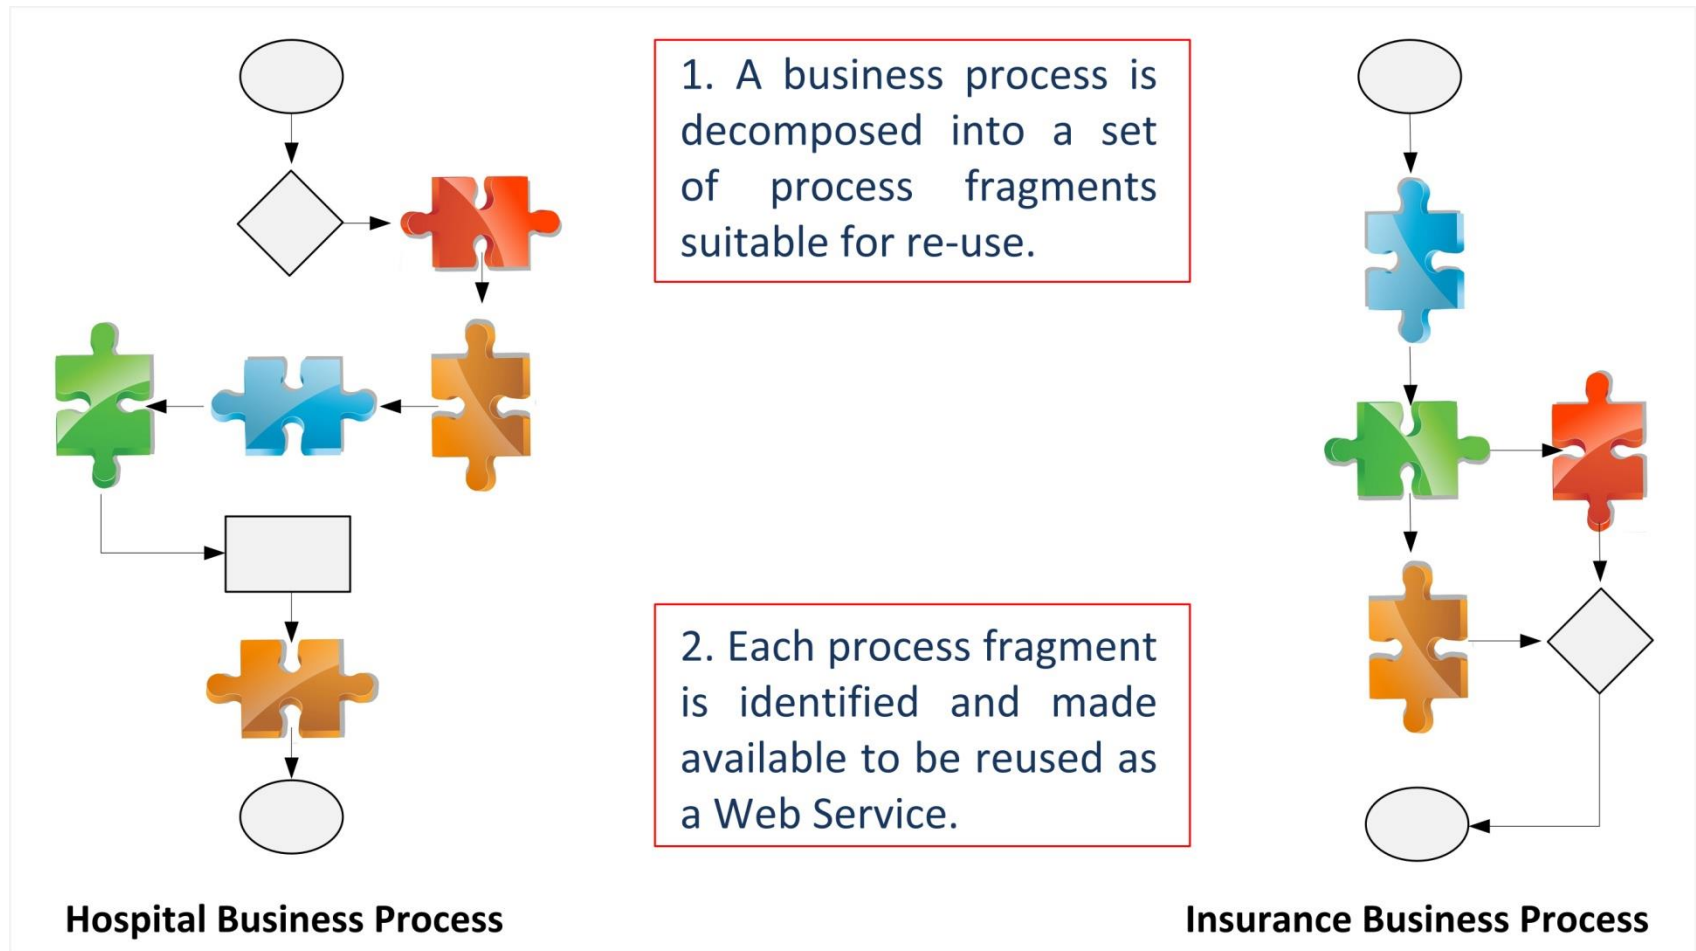 1. A business process is
decomposed into a set
of process fragments
suitable for re-use.
2. Each process fragment
is identified and made
available to be reused as
a Web Service.
Hospital Business Process
Insurance Business Process